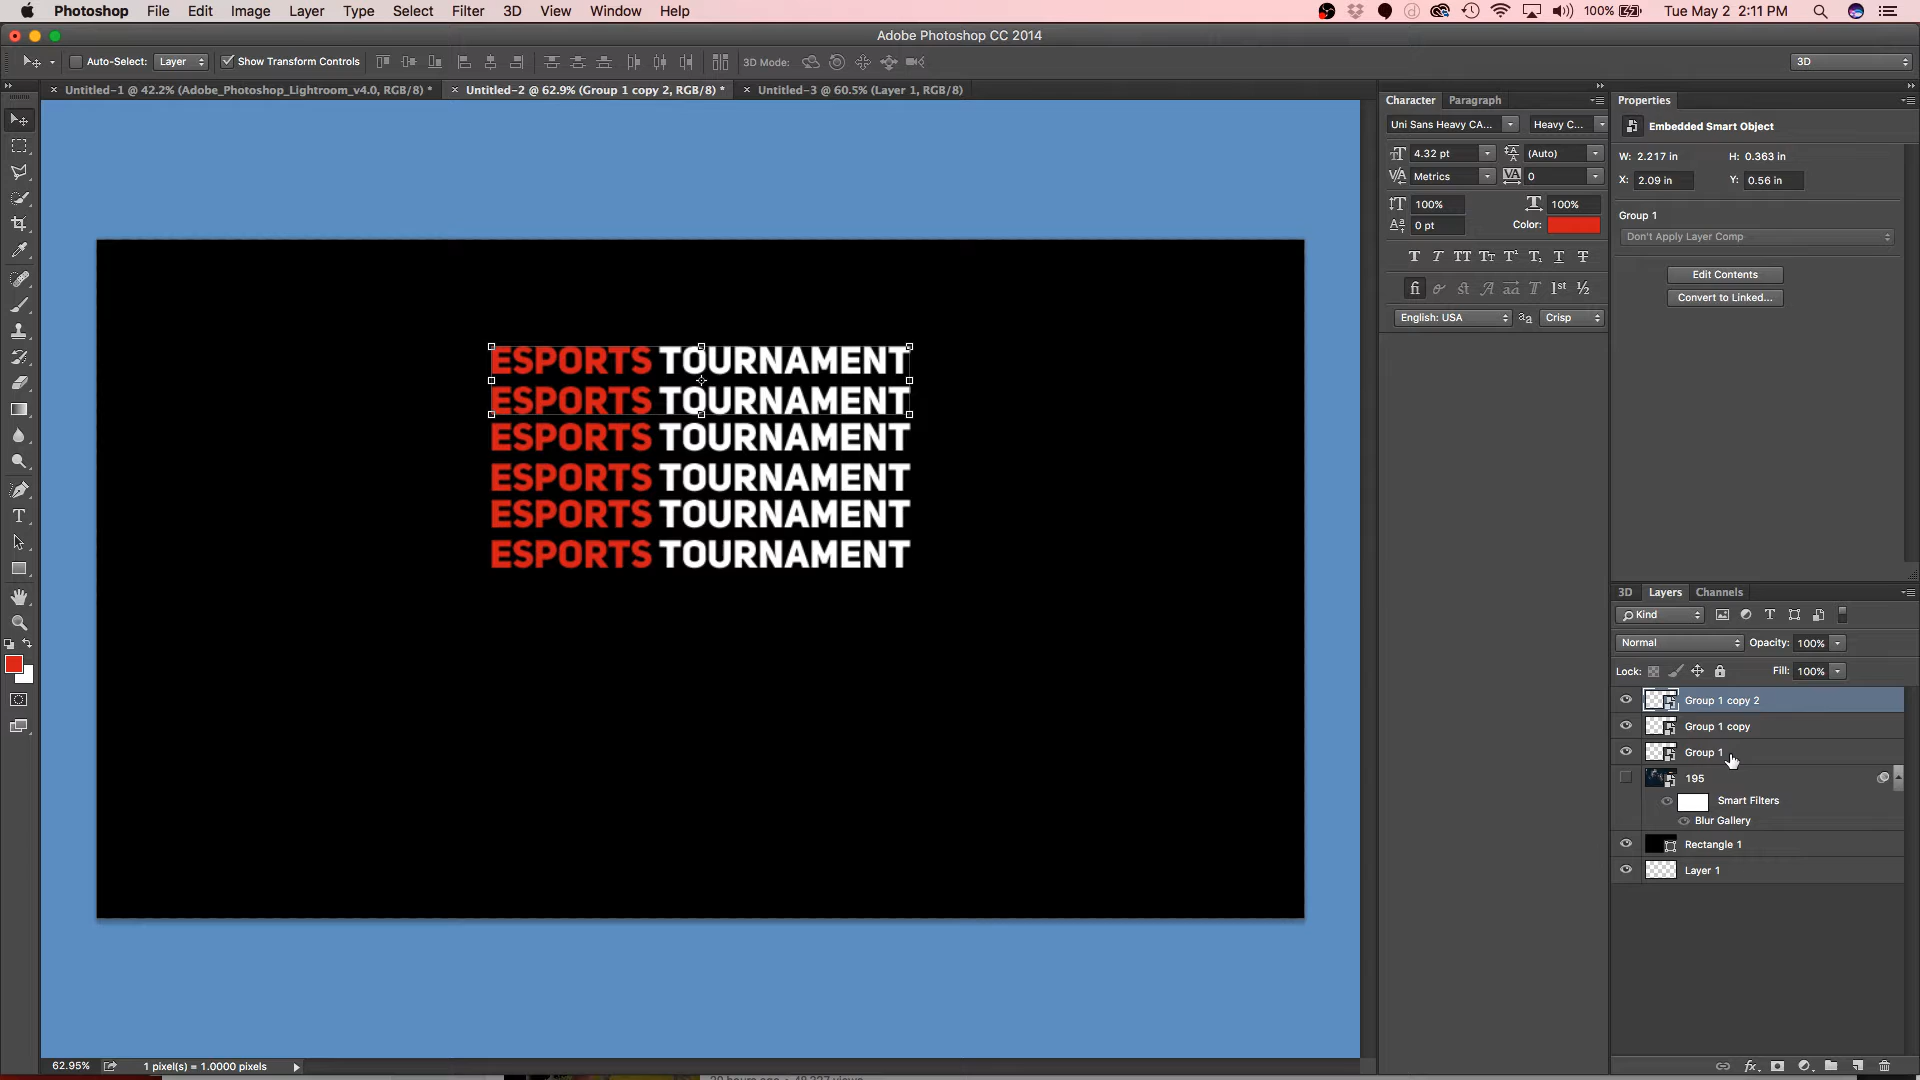 Photoshop File Edit Image Layer Type Select Filter 3D View Window Help
100% Tue May 2 2:11 PM
Adobe Photoshop CC 2014
Auto-Select: Layer Show Transform Controls 3D Mode: 3D
Untitled-1 @ 42.2% (Adobe_Photoshop_Lightroom_v4.0, RGB/8) *
Untitled-2 @ 62.9% (Group 1 copy 2, RGB/8) *
Untitled-3 @ 60.5% (Layer 1, RGB/8)
ESPORTS TOURNAMENT
ESPORTS TOURNAMENT
ESPORTS TOURNAMENT
ESPORTS TOURNAMENT
ESPORTS TOURNAMENT
ESPORTS TOURNAMENT
62.95% 1 pixel(s) = 1.0000 pixels
Character Paragraph
Uni Sans Heavy CA... Heavy C...
4.32 pt (Auto)
Metrics 0
100% 100%
0 pt Color:
English: USA Crisp
Properties
Embedded Smart Object
W: 2.217 in H: 0.363 in
X: 2.09 in Y: 0.56 in
Group 1
Don't Apply Layer Comp
Edit Contents
Convert to Linked...
3D Layers Channels
Kind
Normal Opacity: 100%
Lock: Fill: 100%
Group 1 copy 2
Group 1 copy
Group 1
195
Smart Filters
Blur Gallery
Rectangle 1
Layer 1